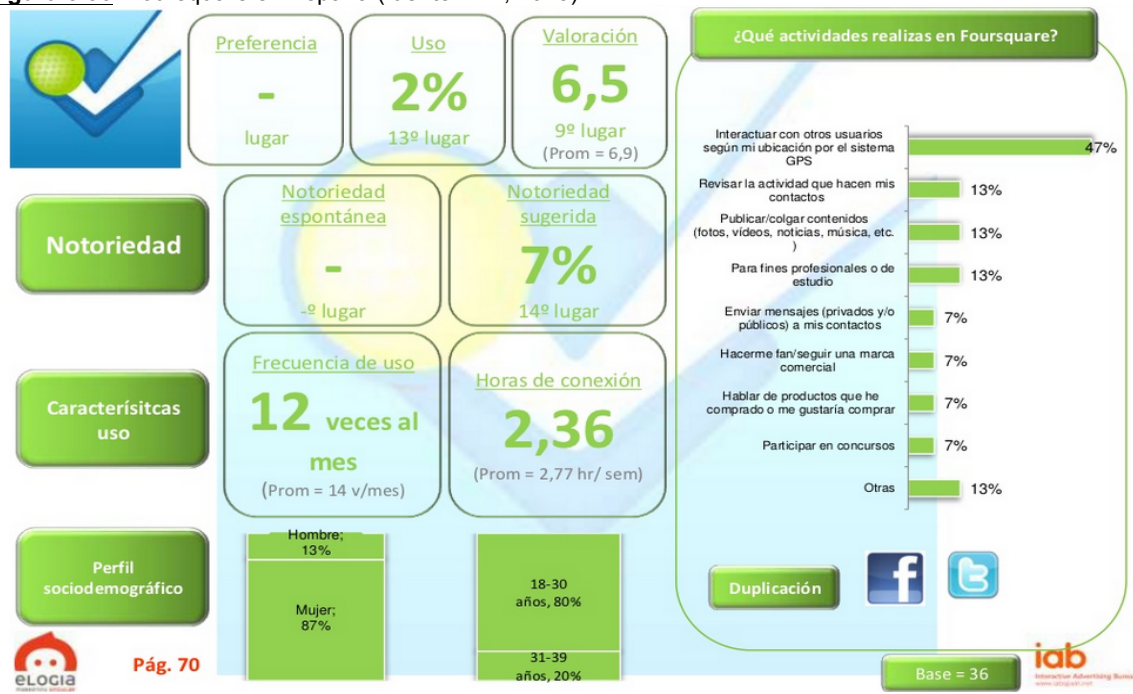 Preferencia
-
lugar
Uso
2%
13º lugar
Valoración
6,5
9º lugar
(Prom = 6,9)
Notoriedad
Notoriedad
espontánea
-
-º lugar
Notoriedad
sugerida
7%
14º lugar
Caracterísitcas
uso
Frecuencia de uso
12 veces al
mes
(Prom = 14 v/mes)
Horas de conexión
2,36
(Prom = 2,77 hr/ sem)
Perfil
sociodemográfico
Hombre;
13%
Mujer;
87%
18-30
años, 80%
31-39
años, 20%
¿Qué actividades realizas en Foursquare?
Interactuar con otros usuarios
según mi ubicación por el sistema
GPS
47%
Revisar la actividad que hacen mis
contactos
13%
Publicar/colgar contenidos
(fotos, vídeos, noticias, música, etc.
)
13%
Para fines profesionales o de
estudio
13%
Enviar mensajes (privados y/o
públicos) a mis contactos
7%
Hacerme fan/seguir una marca
comercial
7%
Hablar de productos que he
comprado o me gustaría comprar
7%
Participar en concursos
7%
Otras
13%
Duplicación
f
t
eLOGIA
Pág. 70
Base = 36
iab
Interactive Advertising Bureau